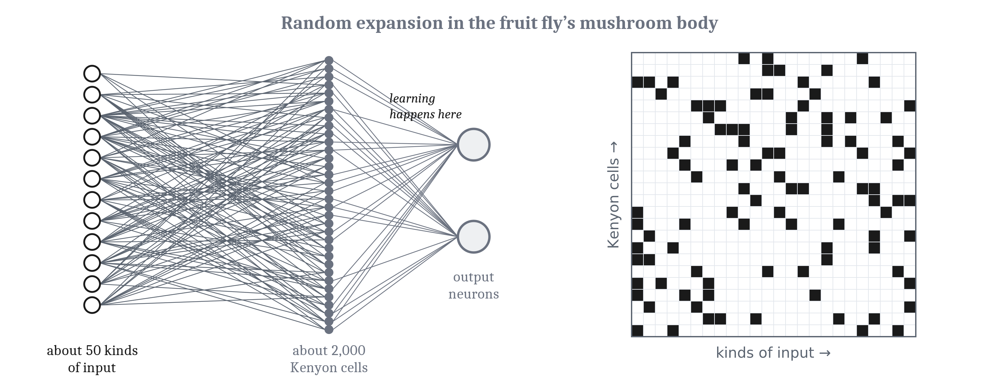 Random expansion in the fruit fly’s mushroom body
learning
happens here
output
neurons
about 50 kinds
of input
about 2,000
Kenyon cells
Kenyon cells →
kinds of input →